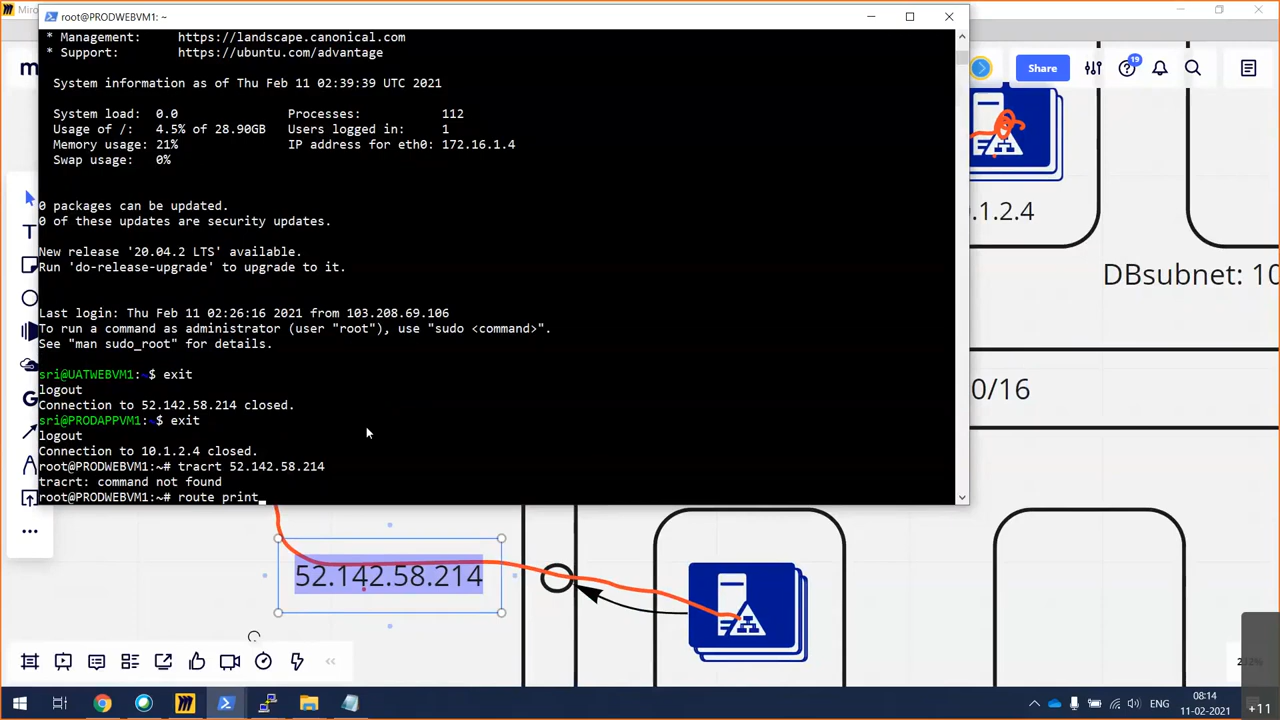 Miro
root@PRODWEBVM1: ~
* Management:     https://landscape.canonical.com
* Support:        https://ubuntu.com/advantage
System information as of Thu Feb 11 02:39:39 UTC 2021
System load:  0.0               Processes:           112
Usage of /:   4.5% of 28.90GB   Users logged in:     1
Memory usage: 21%               IP address for eth0: 172.16.1.4
Swap usage:   0%
0 packages can be updated.
0 of these updates are security updates.
New release '20.04.2 LTS' available.
Run 'do-release-upgrade' to upgrade to it.
Last login: Thu Feb 11 02:26:16 2021 from 103.208.69.106
To run a command as administrator (user "root"), use "sudo <command>".
See "man sudo_root" for details.
sri@UATWEBVM1:~$ exit
logout
Connection to 52.142.58.214 closed.
sri@PRODAPPVM1:~$ exit
logout
Connection to 10.1.2.4 closed.
root@PRODWEBVM1:~# tracrt 52.142.58.214
tracrt: command not found
root@PRODWEBVM1:~# route print
m
Share
19
.1.2.4
DBsubnet: 10
0/16
52.142.58.214
ENG
08:14
11-02-2021
+11